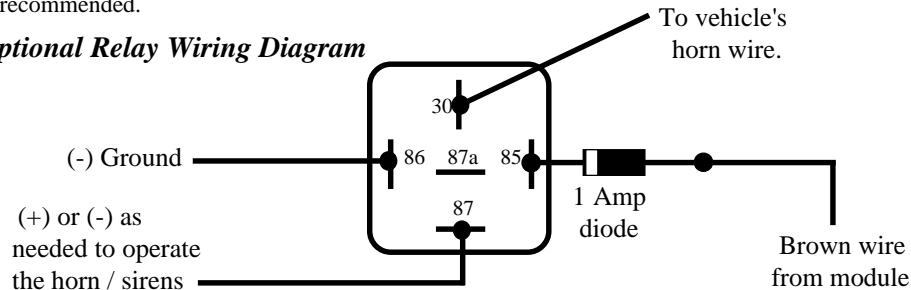 recommended.
ptional Relay Wiring Diagram
To vehicle's
horn wire.
30
(-) Ground
86 87a 85
87
1 Amp
diode
(+) or (-) as
needed to operate
the horn / sirens
Brown wire
from module